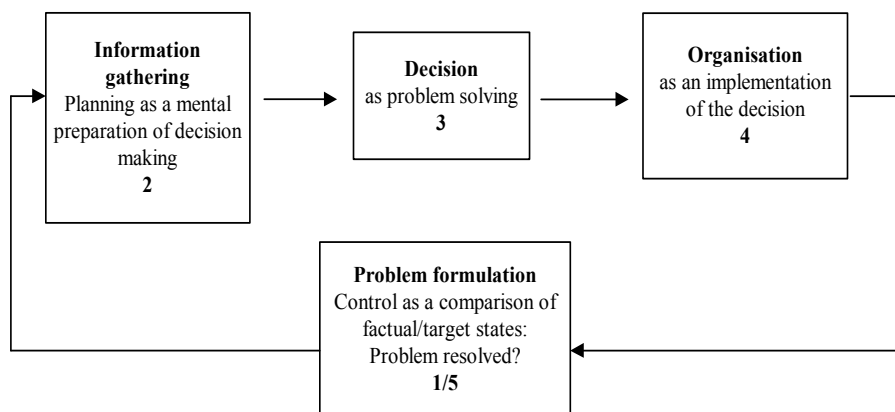 Information
gathering
Planning as a mental
preparation of decision
making
2
Decision
as problem solving
3
Organisation
as an implementation
of the decision
4
Problem formulation
Control as a comparison of
factual/target states:
Problem resolved?
1/5